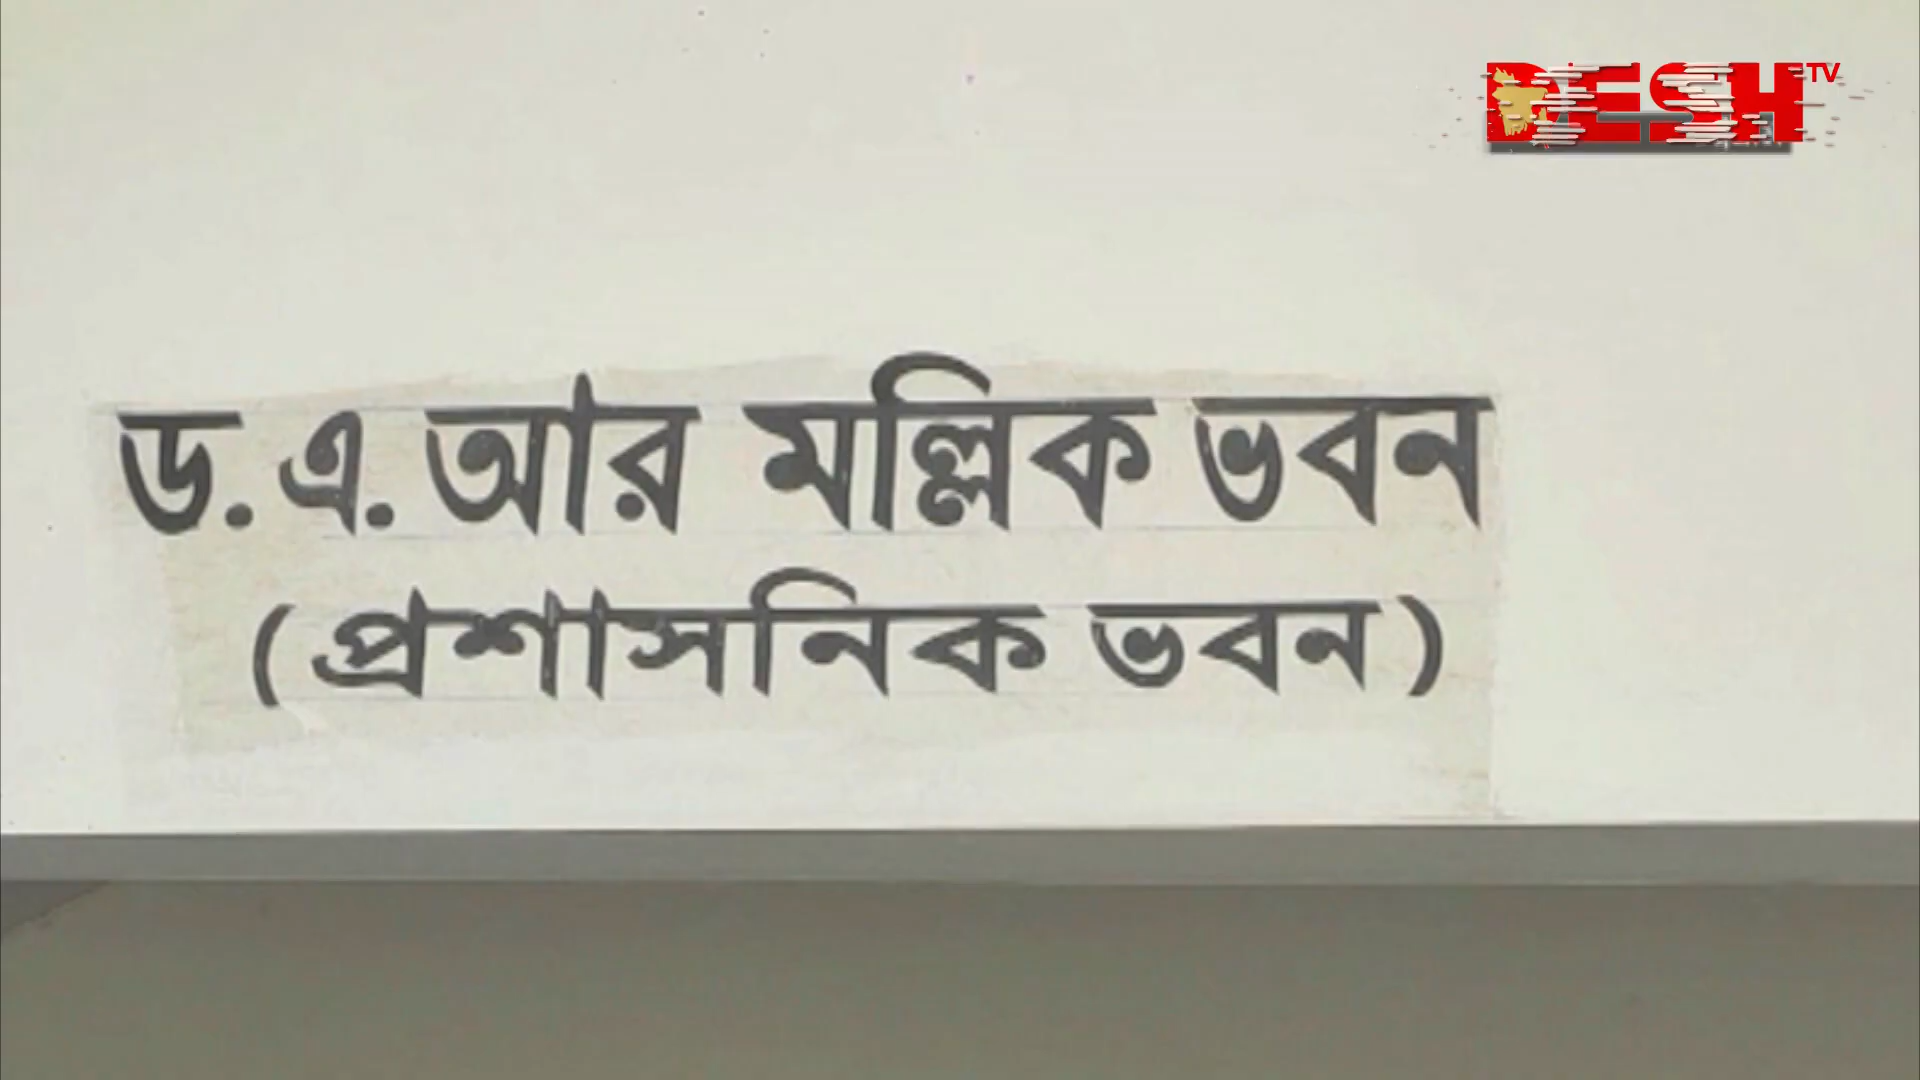 DESH TV
ড. এ. আর মল্লিক ভবন
(প্রশাসনিক ভবন)